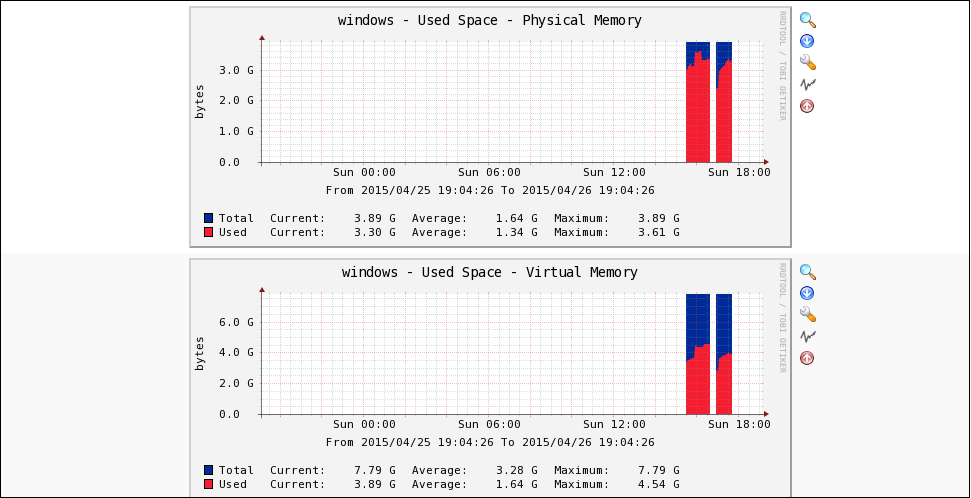 windows - Used Space - Physical Memory
RRDTOOL / TOBI OETIKER
bytes
3.0 G
2.0 G
1.0 G
0.0
Sun 00:00 Sun 06:00 Sun 12:00 Sun 18:00
From 2015/04/25 19:04:26 To 2015/04/26 19:04:26
Total Current: 3.89 G Average: 1.64 G Maximum: 3.89 G
Used Current: 3.30 G Average: 1.34 G Maximum: 3.61 G
windows - Used Space - Virtual Memory
RRDTOOL / TOBI OETIKER
bytes
6.0 G
4.0 G
2.0 G
0.0
Sun 00:00 Sun 06:00 Sun 12:00 Sun 18:00
From 2015/04/25 19:04:26 To 2015/04/26 19:04:26
Total Current: 7.79 G Average: 3.28 G Maximum: 7.79 G
Used Current: 3.89 G Average: 1.64 G Maximum: 4.54 G